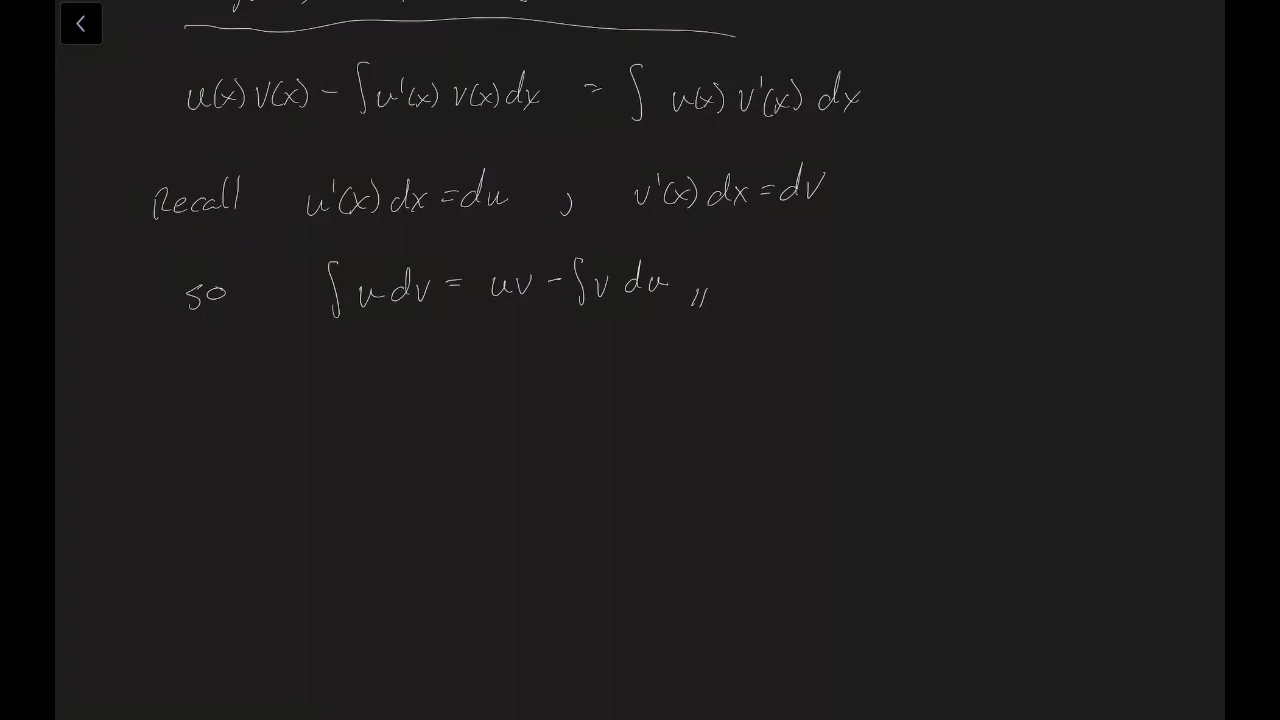 u(x) v(x) - ∫ u'(x) v(x) dx = ∫ u(x) v'(x) dx
Recall u'(x) dx = du , v'(x) dx = dv
so ∫ u dv = uv - ∫ v du //